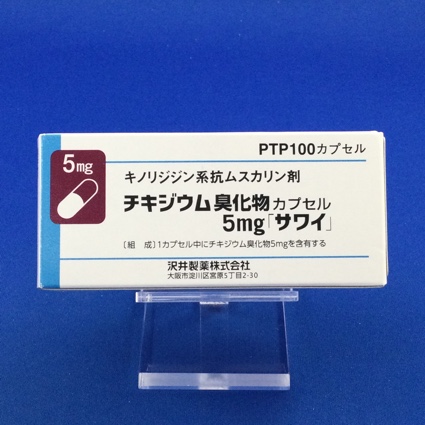 PTP100カプセル
5mg
キノリジジン系抗ムスカリン剤
チキジウム臭化物カプセル
5mg「サワイ」
〔組 成〕1カプセル中にチキジウム臭化物5mgを含有する
沢井製薬株式会社
大阪市淀川区宮原5丁目2-30